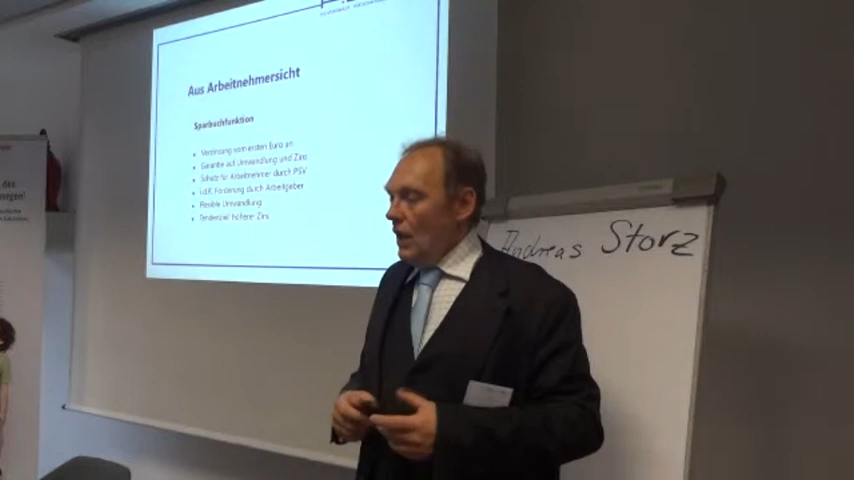 Aus Arbeitnehmersicht
Sparbuchfunktion
• Verzinsung vom ersten Euro an
• Garantie auf Umwandlung und Zins
• Schutz für Arbeitnehmer durch PSV
• i.d.R. Förderung durch Arbeitgeber
• Flexible Umwandlung
• Tendenziell höherer Zins
Andreas Storz